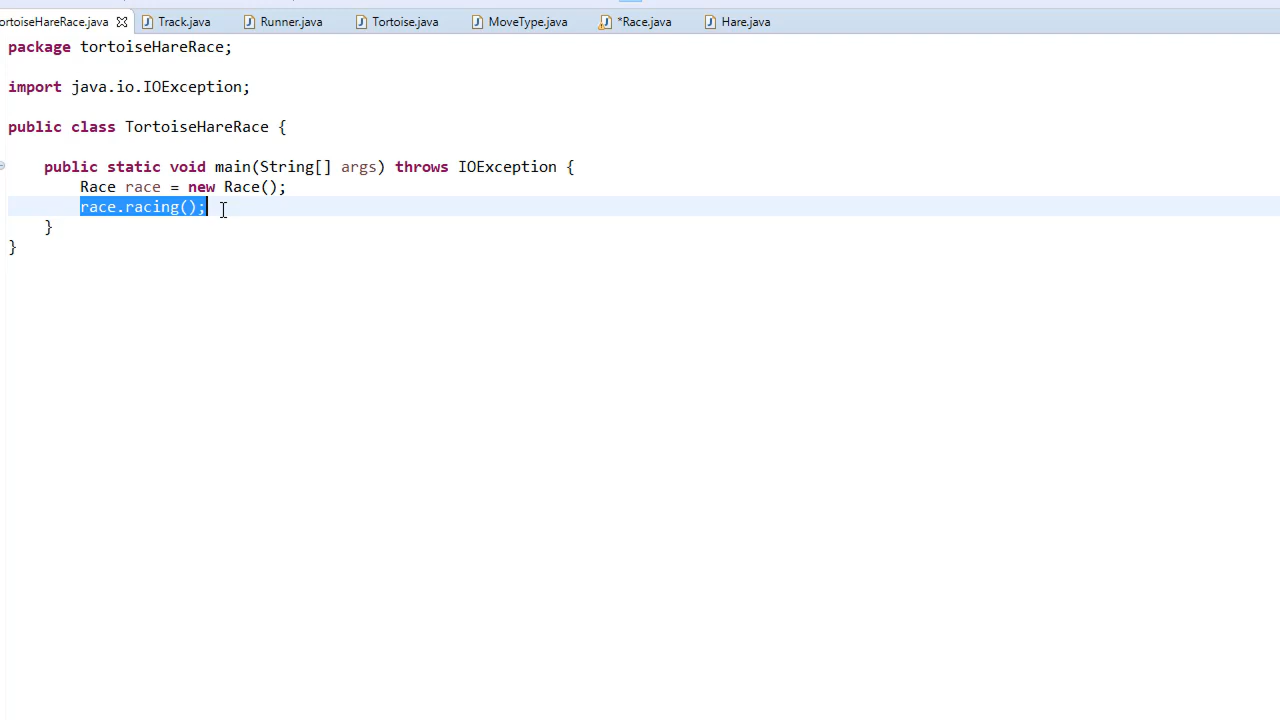 ortoiseHareRace.java Track.java Runner.java Tortoise.java MoveType.java *Race.java Hare.java
package tortoiseHareRace;
import java.io.IOException;
public class TortoiseHareRace {
public static void main(String[] args) throws IOException {
Race race = new Race();
race.racing();
}
}